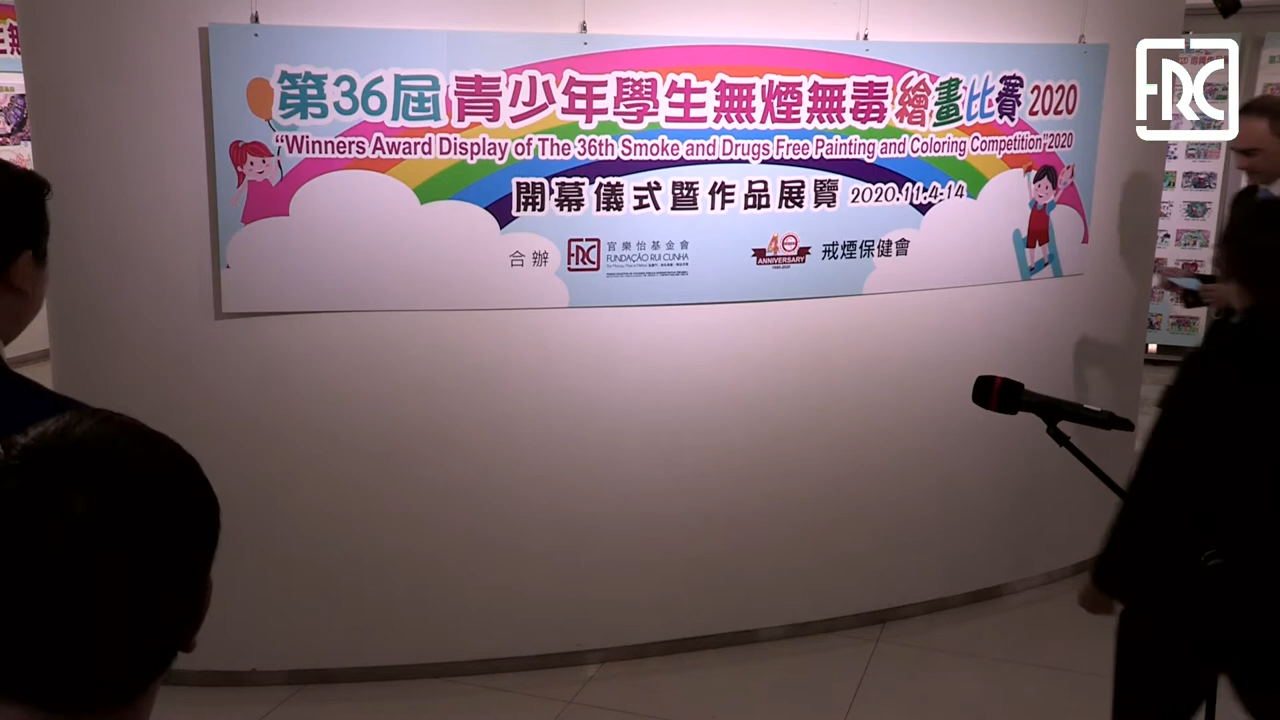 第36屆青少年學生無煙無毒繪畫比賽2020
“Winners Award Display of The 36th Smoke and Drugs Free Painting and Coloring Competition”2020
開幕儀式暨作品展覽 2020.11.4-14
合辦 FRC 官樂怡基金會
FUNDAÇÃO RUI CUNHA
40 ANNIVERSARY 戒煙保健會
FRC